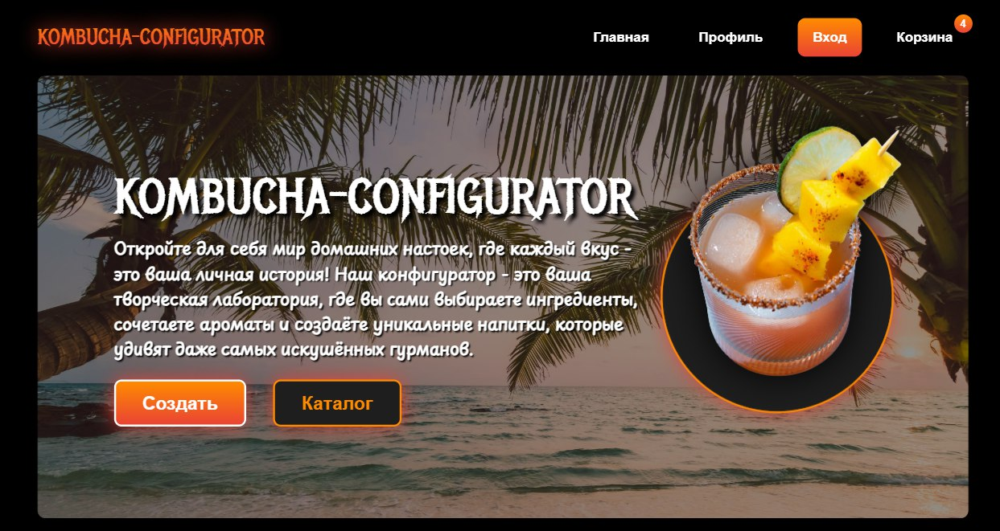 KOMBUCHA-CONFIGURATOR
Главная
Профиль
Вход
Корзина
4
KOMBUCHA-CONFIGURATOR
Откройте для себя мир домашних настоек, где каждый вкус -
это ваша личная история! Наш конфигуратор - это ваша
творческая лаборатория, где вы сами выбираете ингредиенты,
сочетаете ароматы и создаёте уникальные напитки, которые
удивят даже самых искушённых гурманов.
Создать
Каталог